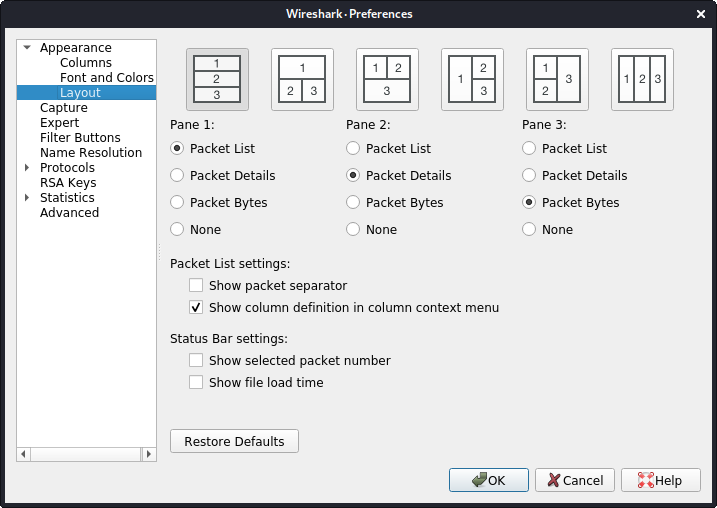 Wireshark · Preferences
Appearance
Columns
Font and Colors
Layout
Capture
Expert
Filter Buttons
Name Resolution
Protocols
RSA Keys
Statistics
Advanced
1 2 3
1 2 3
1 2 3
1 2 3
1 2 3
1 2 3
Pane 1: Pane 2: Pane 3:
Packet List Packet List Packet List
Packet Details Packet Details Packet Details
Packet Bytes Packet Bytes Packet Bytes
None None None
Packet List settings:
Show packet separator
Show column definition in column context menu
Status Bar settings:
Show selected packet number
Show file load time
Restore Defaults
OK Cancel Help